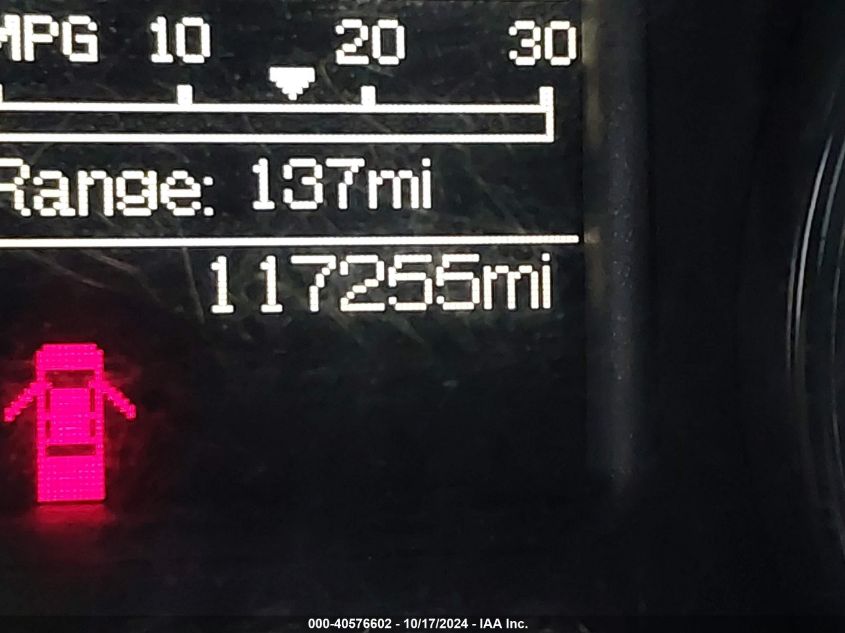 MPG 10 20 30
Range: 137mi
117255mi
000-40576602 - 10/17/2024 - IAA Inc.